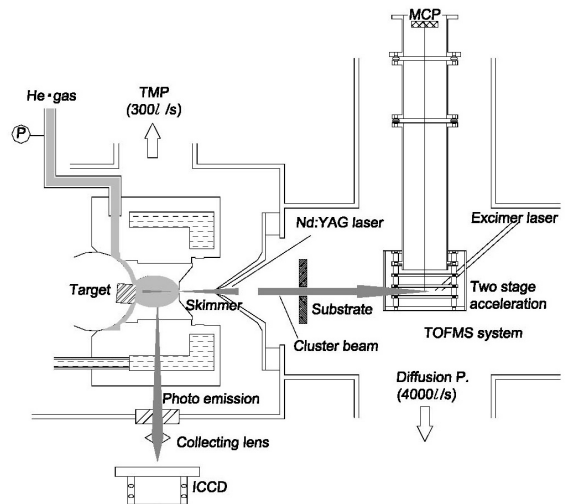 MCP
TMP
(300l /s)
He・gas
P
Nd:YAG laser
Excimer laser
Target
Skimmer
Substrate
Two stage
acceleration
Cluster beam
TOFMS system
Diffusion P.
(4000l/s)
Photo emission
Collecting lens
ICCD